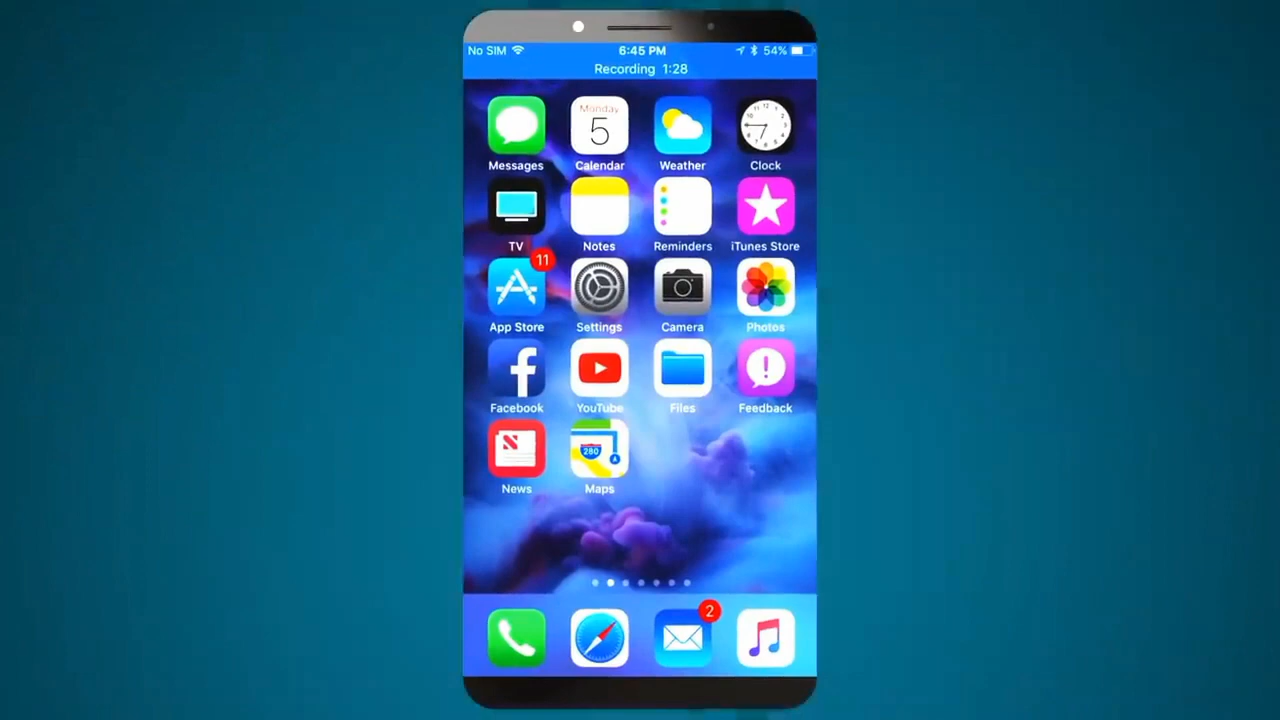 No SIM 6:45 PM 54%
Recording 1:28
Monday
5
Messages Calendar Weather Clock
TV Notes Reminders iTunes Store
11
App Store Settings Camera Photos
Facebook YouTube Files Feedback
280
News Maps
2